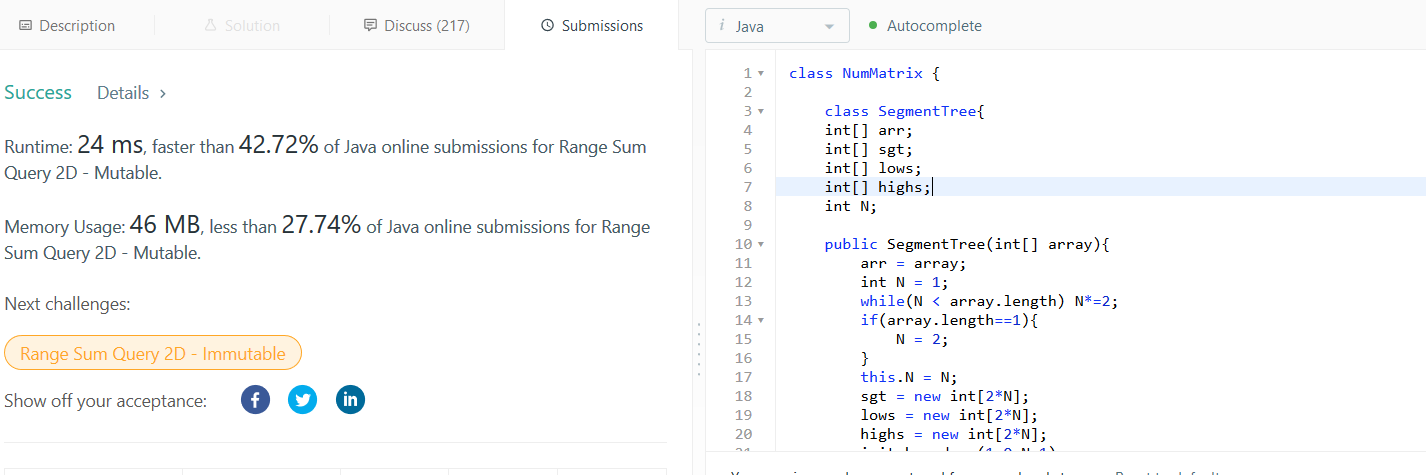 Description
Solution
Discuss (217)
Submissions
Success Details >
Runtime: 24 ms, faster than 42.72% of Java online submissions for Range Sum
Query 2D - Mutable.
Memory Usage: 46 MB, less than 27.74% of Java online submissions for Range
Sum Query 2D - Mutable.
Next challenges:
Range Sum Query 2D - Immutable
Show off your acceptance:
f
in
i Java
Autocomplete
1 class NumMatrix {
2
3 class SegmentTree{
4 int[] arr;
5 int[] sgt;
6 int[] lows;
7 int[] highs;
8 int N;
9
10 public SegmentTree(int[] array){
11 arr = array;
12 int N = 1;
13 while(N < array.length) N*=2;
14 if(array.length==1){
15 N = 2;
16 }
17 this.N = N;
18 sgt = new int[2*N];
19 lows = new int[2*N];
20 highs = new int[2*N];